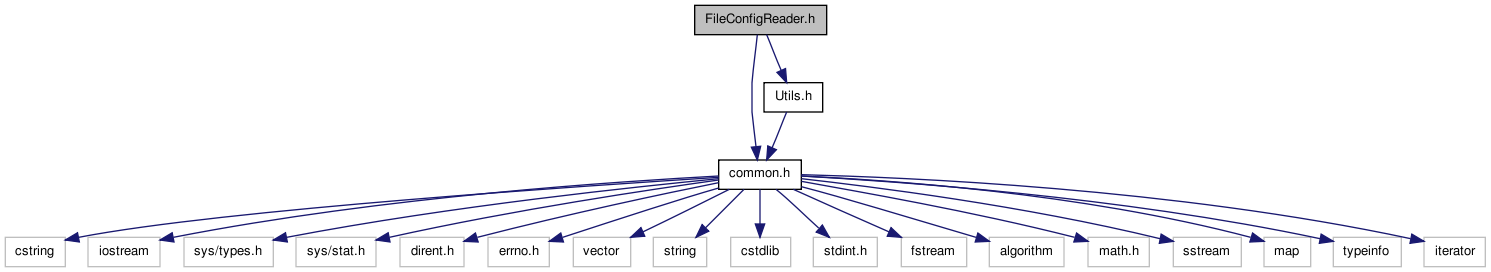 FileConfigReader.h
Utils.h
common.h
cstring
iostream
sys/types.h
sys/stat.h
dirent.h
errno.h
vector
string
cstdlib
stdint.h
fstream
algorithm
math.h
sstream
map
typeinfo
iterator